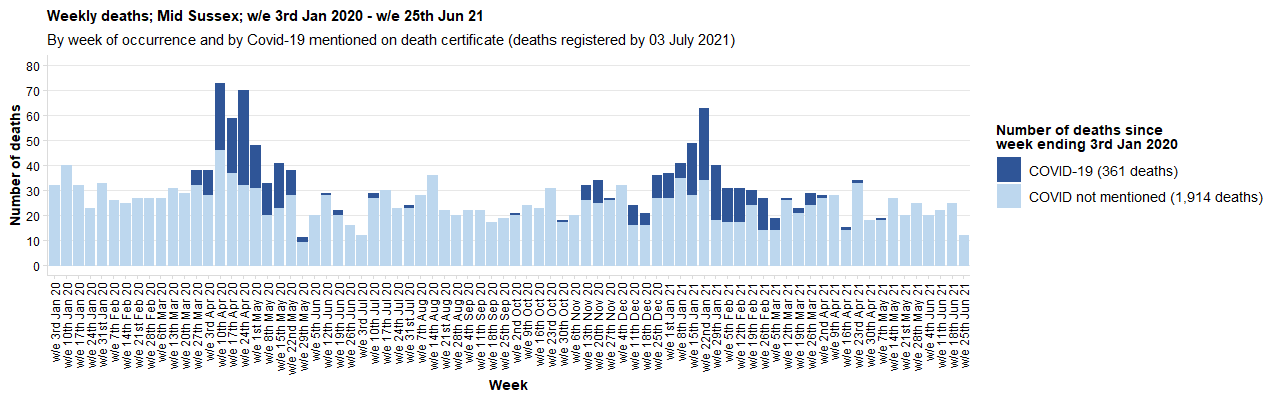 Weekly deaths; Mid Sussex; w/e 3rd Jan 2020 - w/e 25th Jun 21
By week of occurrence and by Covid-19 mentioned on death certificate (deaths registered by 03 July 2021)
Number of deaths
80
70
60
50
40
30
20
10
0
w/e 3rd Jan 20
w/e 10th Jan 20
w/e 17th Jan 20
w/e 24th Jan 20
w/e 31st Jan 20
w/e 7th Feb 20
w/e 14th Feb 20
w/e 21st Feb 20
w/e 28th Feb 20
w/e 6th Mar 20
w/e 13th Mar 20
w/e 20th Mar 20
w/e 27th Mar 20
w/e 3rd Apr 20
w/e 10th Apr 20
w/e 17th Apr 20
w/e 24th Apr 20
w/e 1st May 20
w/e 8th May 20
w/e 15th May 20
w/e 22nd May 20
w/e 29th May 20
w/e 5th Jun 20
w/e 12th Jun 20
w/e 19th Jun 20
w/e 26th Jun 20
w/e 3rd Jul 20
w/e 10th Jul 20
w/e 17th Jul 20
w/e 24th Jul 20
w/e 31st Jul 20
w/e 7th Aug 20
w/e 14th Aug 20
w/e 21st Aug 20
w/e 28th Aug 20
w/e 4th Sep 20
w/e 11th Sep 20
w/e 18th Sep 20
w/e 25th Sep 20
w/e 2nd Oct 20
w/e 9th Oct 20
w/e 16th Oct 20
w/e 23rd Oct 20
w/e 30th Oct 20
w/e 6th Nov 20
w/e 13th Nov 20
w/e 20th Nov 20
w/e 27th Nov 20
w/e 4th Dec 20
w/e 11th Dec 20
w/e 18th Dec 20
w/e 25th Dec 20
w/e 1st Jan 21
w/e 8th Jan 21
w/e 15th Jan 21
w/e 22nd Jan 21
w/e 29th Jan 21
w/e 5th Feb 21
w/e 12th Feb 21
w/e 19th Feb 21
w/e 26th Feb 21
w/e 5th Mar 21
w/e 12th Mar 21
w/e 19th Mar 21
w/e 26th Mar 21
w/e 2nd Apr 21
w/e 9th Apr 21
w/e 16th Apr 21
w/e 23rd Apr 21
w/e 30th Apr 21
w/e 7th May 21
w/e 14th May 21
w/e 21st May 21
w/e 28th May 21
w/e 4th Jun 21
w/e 11th Jun 21
w/e 18th Jun 21
w/e 25th Jun 21
Week
Number of deaths since
week ending 3rd Jan 2020
COVID-19 (361 deaths)
COVID not mentioned (1,914 deaths)